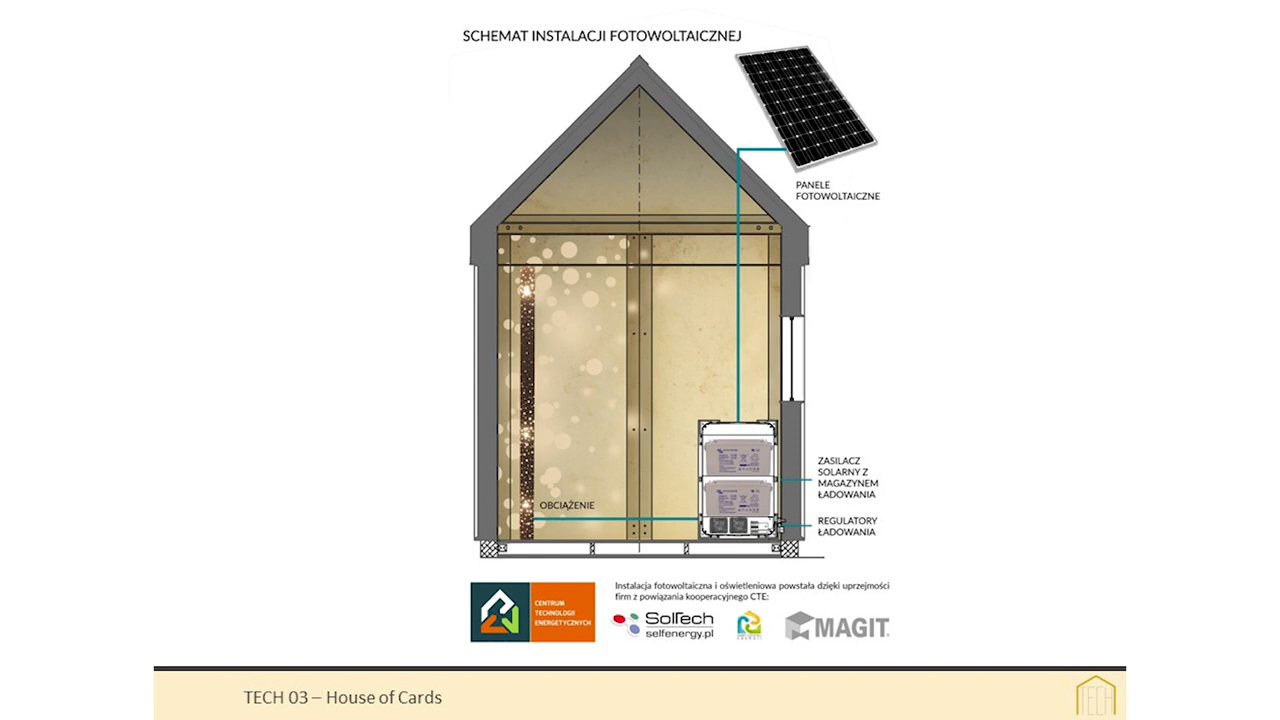 SCHEMAT INSTALACJI FOTOWOLTAICZNEJ
PANELE
FOTOWOLTAICZNE
ZASILACZ
SOLARNY Z
MAGAZYNEM
ŁADOWANIA
OBCIĄŻENIE
REGULATORY
ŁADOWANIA
Instalacja fotowoltaiczna i oświetleniowa powstała dzięki uprzejmości
firm z powiązania kooperacyjnego CTE:
CENTRUM
TECHNOLOGII
ENERGETYCZNYCH
SolTech
selfenergy.pl
MAGIT
TECH 03 – House of Cards
TECH